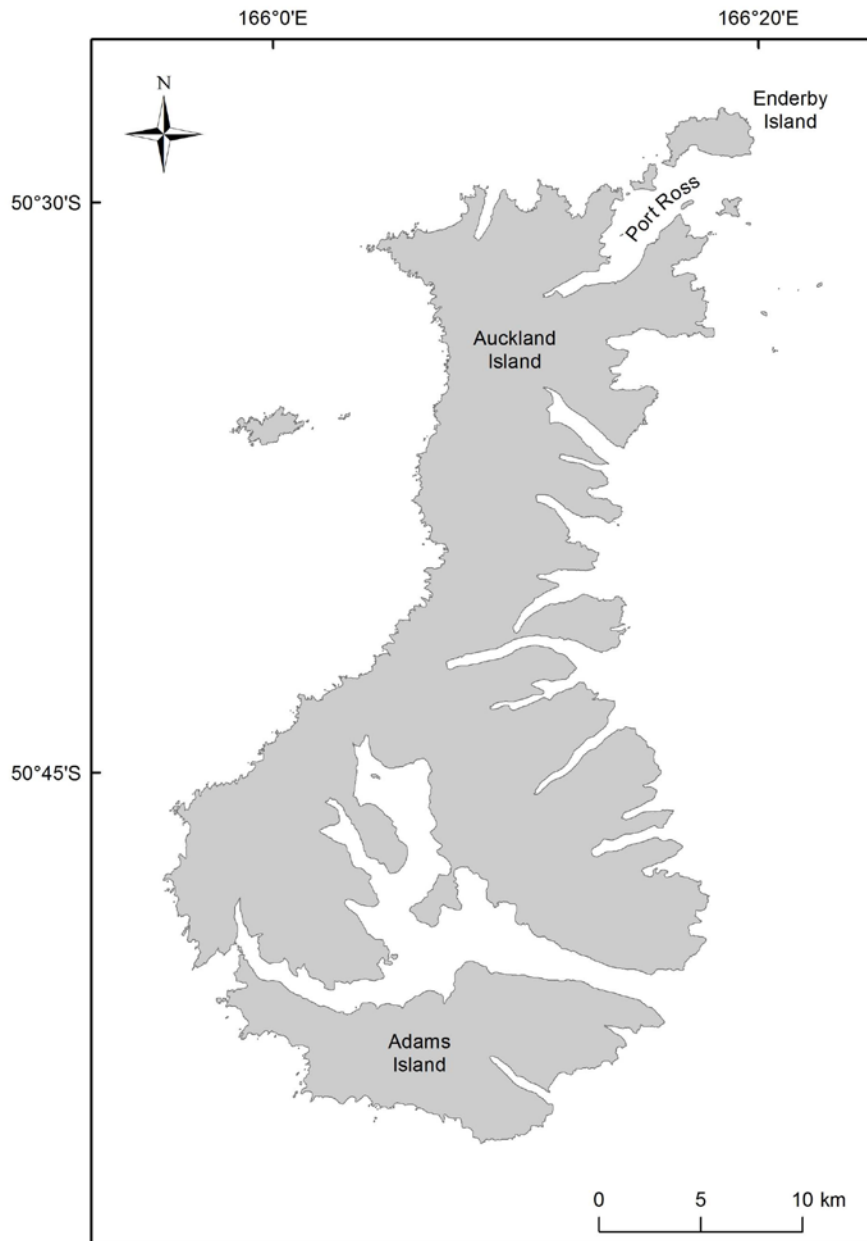 166°0'E
166°20'E
N
Enderby
Island
50°30'S
Port Ross
Auckland
Island
50°45'S
Adams
Island
0 5 10 km